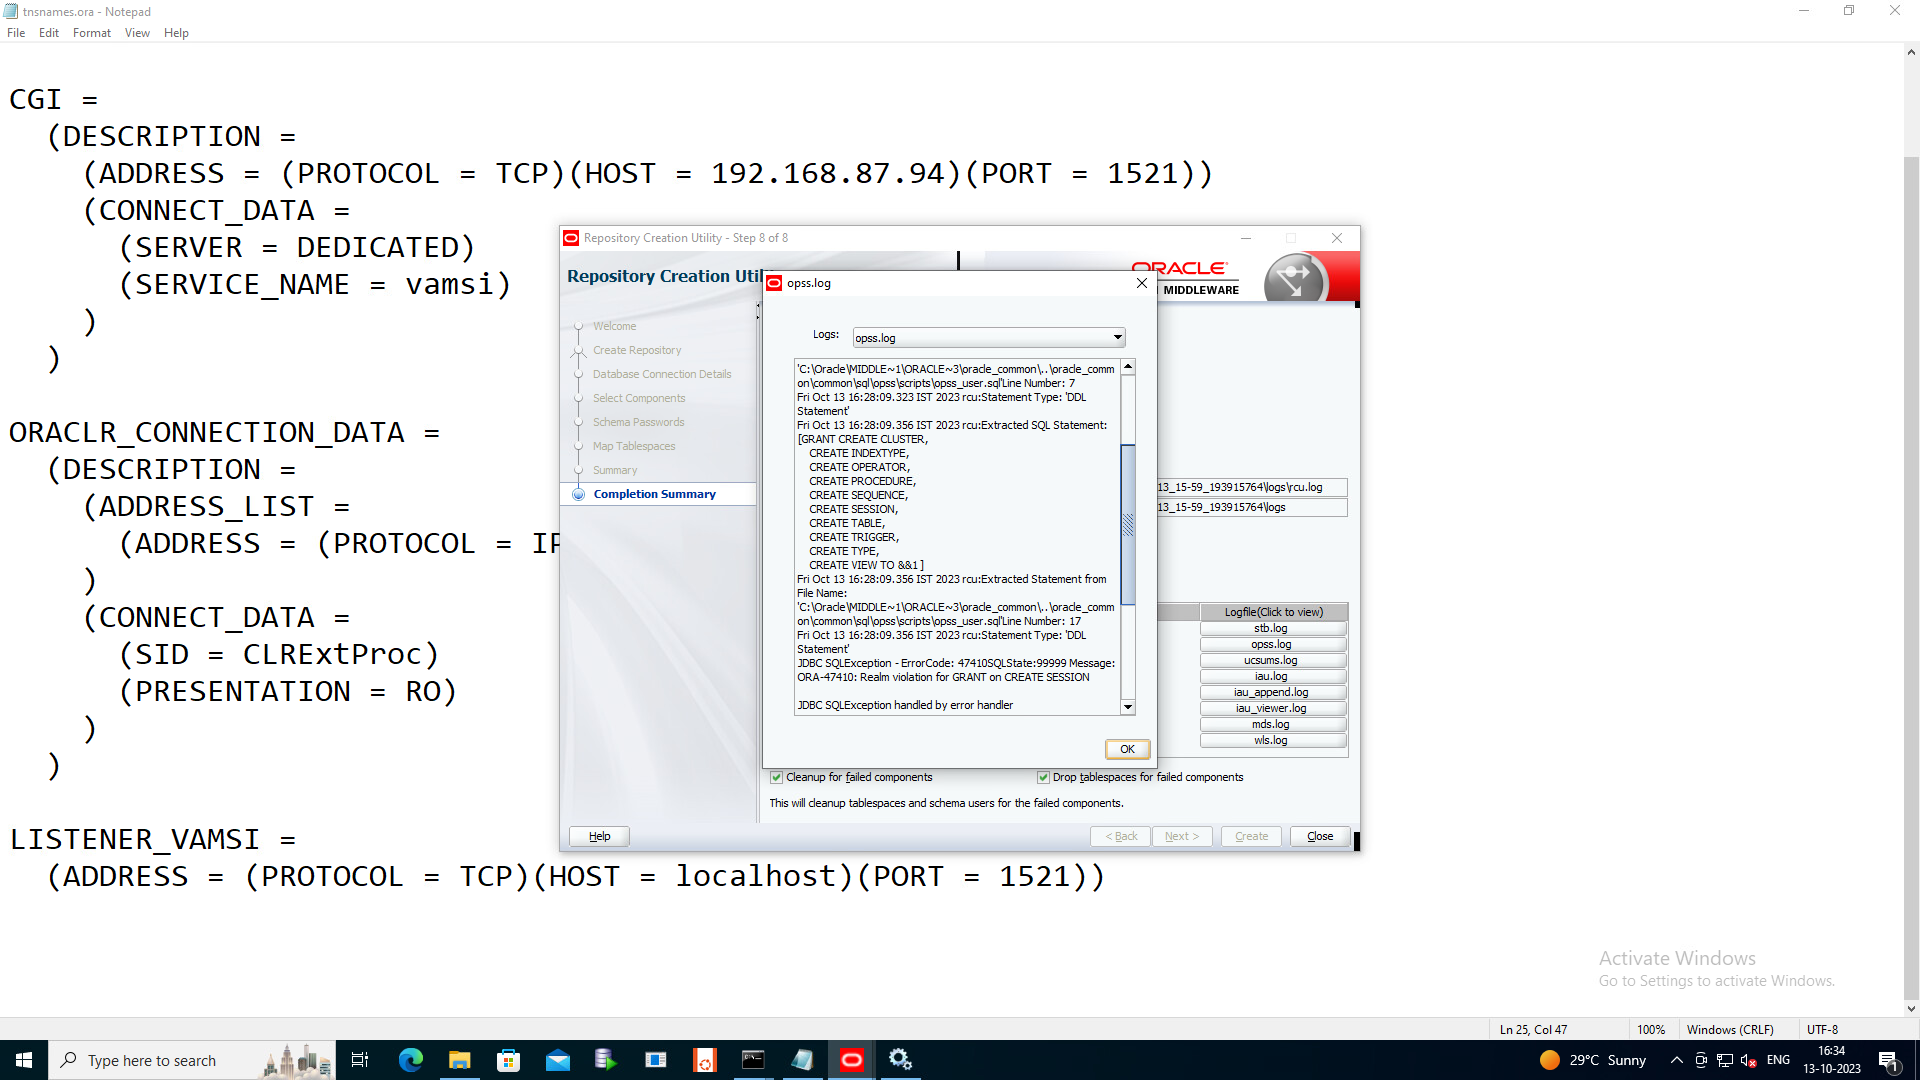 tnsnames.ora - Notepad
File Edit Format View Help
CGI =
(DESCRIPTION =
(ADDRESS = (PROTOCOL = TCP)(HOST = 192.168.87.94)(PORT = 1521))
(CONNECT_DATA =
(SERVER = DEDICATED)
(SERVICE_NAME = vamsi)
)
)
ORACLR_CONNECTION_DATA =
(DESCRIPTION =
(ADDRESS_LIST =
(ADDRESS = (PROTOCOL = IP
)
(CONNECT_DATA =
(SID = CLRExtProc)
(PRESENTATION = RO)
)
)
LISTENER_VAMSI =
(ADDRESS = (PROTOCOL = TCP)(HOST = localhost)(PORT = 1521))
Repository Creation Utility - Step 8 of 8
Repository Creation Utili
ORACLE
MIDDLEWARE
Welcome
Create Repository
Database Connection Details
Select Components
Schema Passwords
Map Tablespaces
Summary
Completion Summary
opss.log
Logs: opss.log
'C:\Oracle\MIDDLE~1\ORACLE~3\oracle_common\..\oracle_comm
on\common\sql\opss\scripts\opss_user.sql'Line Number: 7
Fri Oct 13 16:28:09.323 IST 2023 rcu:Statement Type: 'DDL
Statement'
Fri Oct 13 16:28:09.356 IST 2023 rcu:Extracted SQL Statement:
[GRANT CREATE CLUSTER,
CREATE INDEXTYPE,
CREATE OPERATOR,
CREATE PROCEDURE,
CREATE SEQUENCE,
CREATE SESSION,
CREATE TABLE,
CREATE TRIGGER,
CREATE TYPE,
CREATE VIEW TO &&1 ]
Fri Oct 13 16:28:09.356 IST 2023 rcu:Extracted Statement from
File Name:
'C:\Oracle\MIDDLE~1\ORACLE~3\oracle_common\..\oracle_comm
on\common\sql\opss\scripts\opss_user.sql'Line Number: 17
Fri Oct 13 16:28:09.356 IST 2023 rcu:Statement Type: 'DDL
Statement'
JDBC SQLException - ErrorCode: 47410SQLState:99999 Message:
ORA-47410: Realm violation for GRANT on CREATE SESSION
JDBC SQLException handled by error handler
OK
13_15-59_193915764\logs\rcu.log
13_15-59_193915764\logs
Logfile(Click to view)
stb.log
opss.log
ucsums.log
iau.log
iau_append.log
iau_viewer.log
mds.log
wls.log
Cleanup for failed components
Drop tablespaces for failed components
This will cleanup tablespaces and schema users for the failed components.
Help
< Back
Next >
Create
Close
Activate Windows
Go to Settings to activate Windows.
Ln 25, Col 47
100%
Windows (CRLF)
UTF-8
Type here to search
29°C Sunny
ENG
16:34
13-10-2023
1